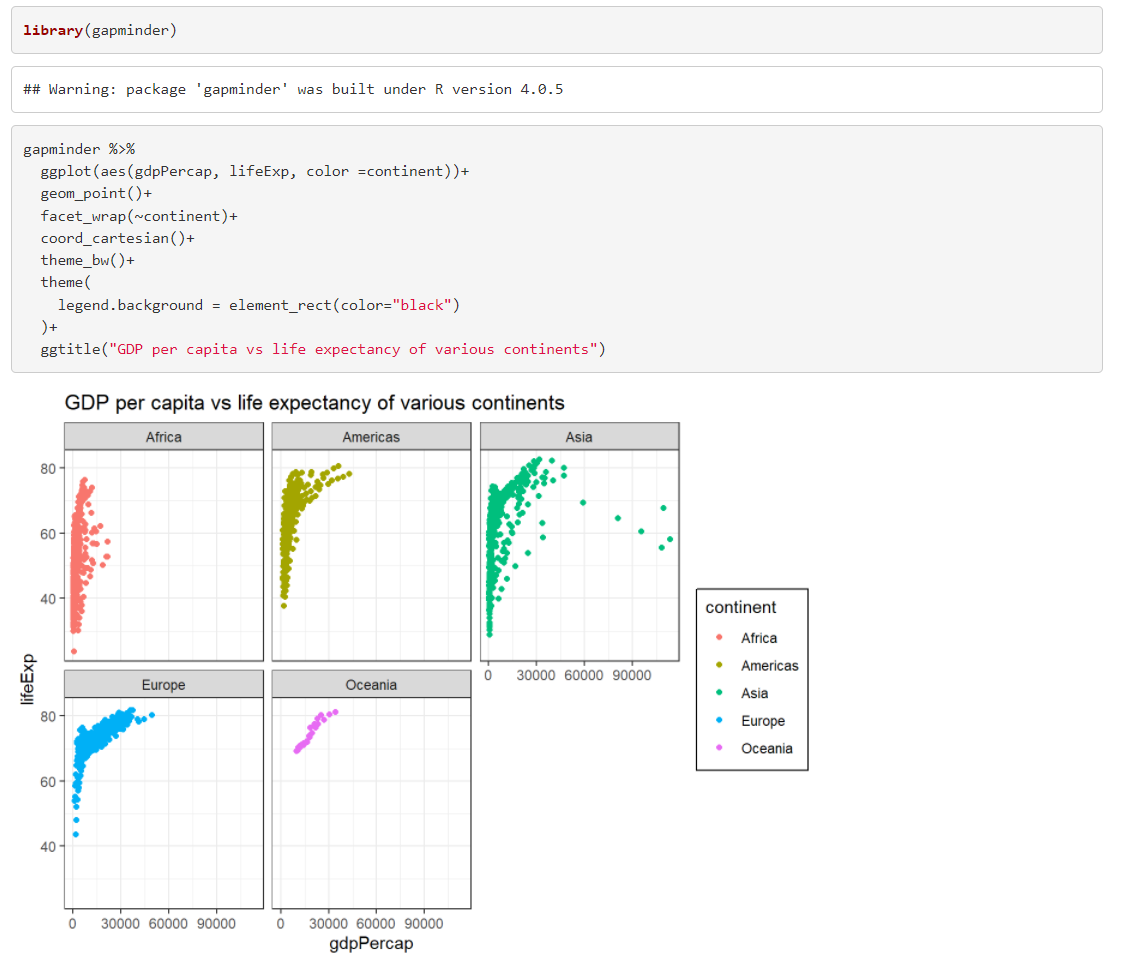 library(gapminder)
## Warning: package 'gapminder' was built under R version 4.0.5
gapminder %>%
  ggplot(aes(gdpPercap, lifeExp, color =continent))+
  geom_point()+
  facet_wrap(~continent)+
  coord_cartesian()+
  theme_bw()+
  theme(
    legend.background = element_rect(color="black")
  )+
  ggtitle("GDP per capita vs life expectancy of various continents")
GDP per capita vs life expectancy of various continents
Africa
Americas
Asia
80
60
40
0 30000 60000 90000
Europe
Oceania
80
60
40
0 30000 60000 90000
0 30000 60000 90000
lifeExp
gdpPercap
continent
Africa
Americas
Asia
Europe
Oceania